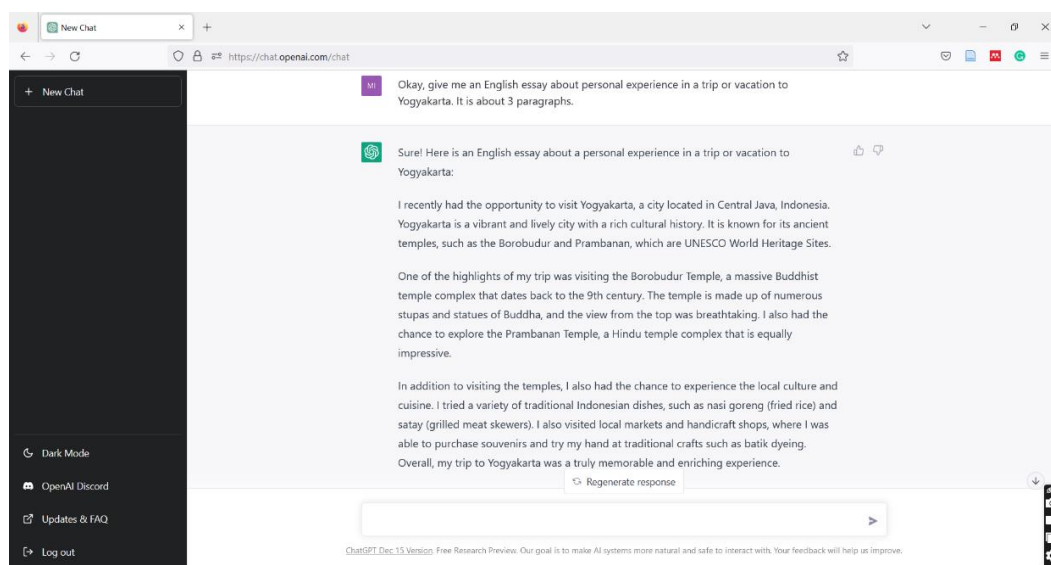 New Chat
https://chat.openai.com/chat
New Chat
MI
Okay, give me an English essay about personal experience in a trip or vacation to
Yogyakarta. It is about 3 paragraphs.
Sure! Here is an English essay about a personal experience in a trip or vacation to
Yogyakarta:
I recently had the opportunity to visit Yogyakarta, a city located in Central Java, Indonesia.
Yogyakarta is a vibrant and lively city with a rich cultural history. It is known for its ancient
temples, such as the Borobudur and Prambanan, which are UNESCO World Heritage Sites.
One of the highlights of my trip was visiting the Borobudur Temple, a massive Buddhist
temple complex that dates back to the 9th century. The temple is made up of numerous
stupas and statues of Buddha, and the view from the top was breathtaking. I also had the
chance to explore the Prambanan Temple, a Hindu temple complex that is equally
impressive.
In addition to visiting the temples, I also had the chance to experience the local culture and
cuisine. I tried a variety of traditional Indonesian dishes, such as nasi goreng (fried rice) and
satay (grilled meat skewers). I also visited local markets and handicraft shops, where I was
able to purchase souvenirs and try my hand at traditional crafts such as batik dyeing.
Overall, my trip to Yogyakarta was a truly memorable and enriching experience.
Regenerate response
Dark Mode
OpenAI Discord
Updates & FAQ
Log out
ChatGPT Dec 15 Version. Free Research Preview. Our goal is to make AI systems more natural and safe to interact with. Your feedback will help us improve.